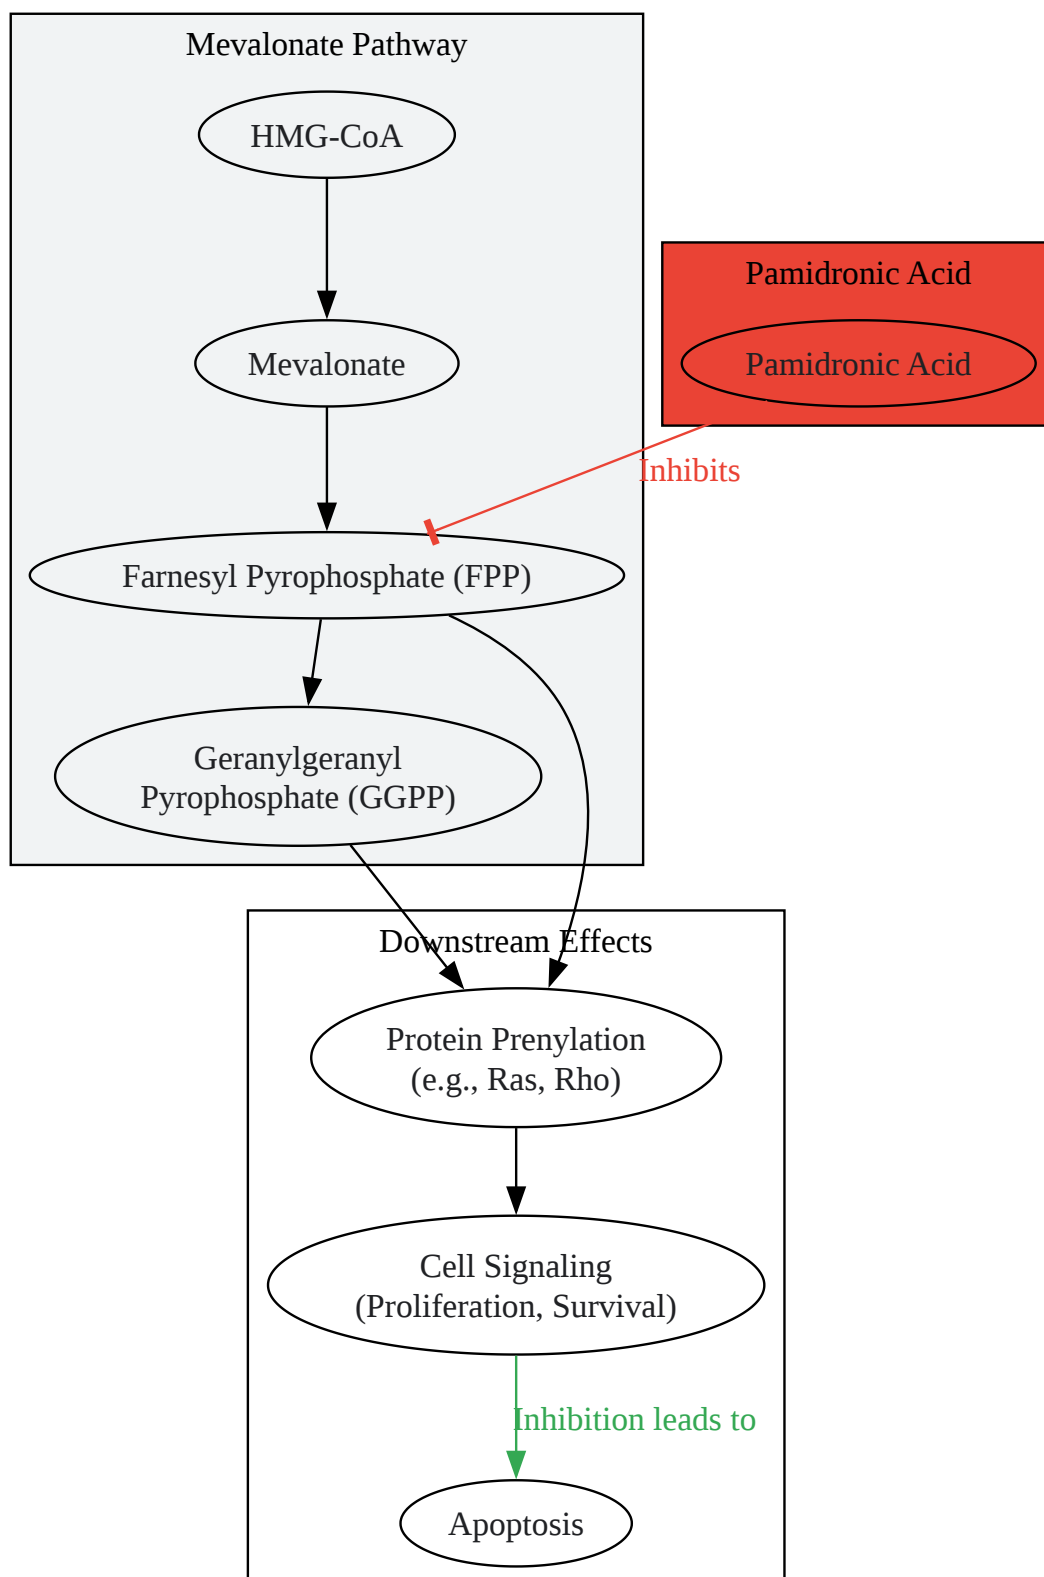 Mevalonate Pathway
HMG-CoA
Pamidronic Acid
Mevalonate
Pamidronic Acid
Inhibits
Farnesyl Pyrophosphate (FPP)
Geranylgeranyl
Pyrophosphate (GGPP)
Downstream Effects
Protein Prenylation
(e.g., Ras, Rho)
Cell Signaling
(Proliferation, Survival)
Inhibition leads to
Apoptosis